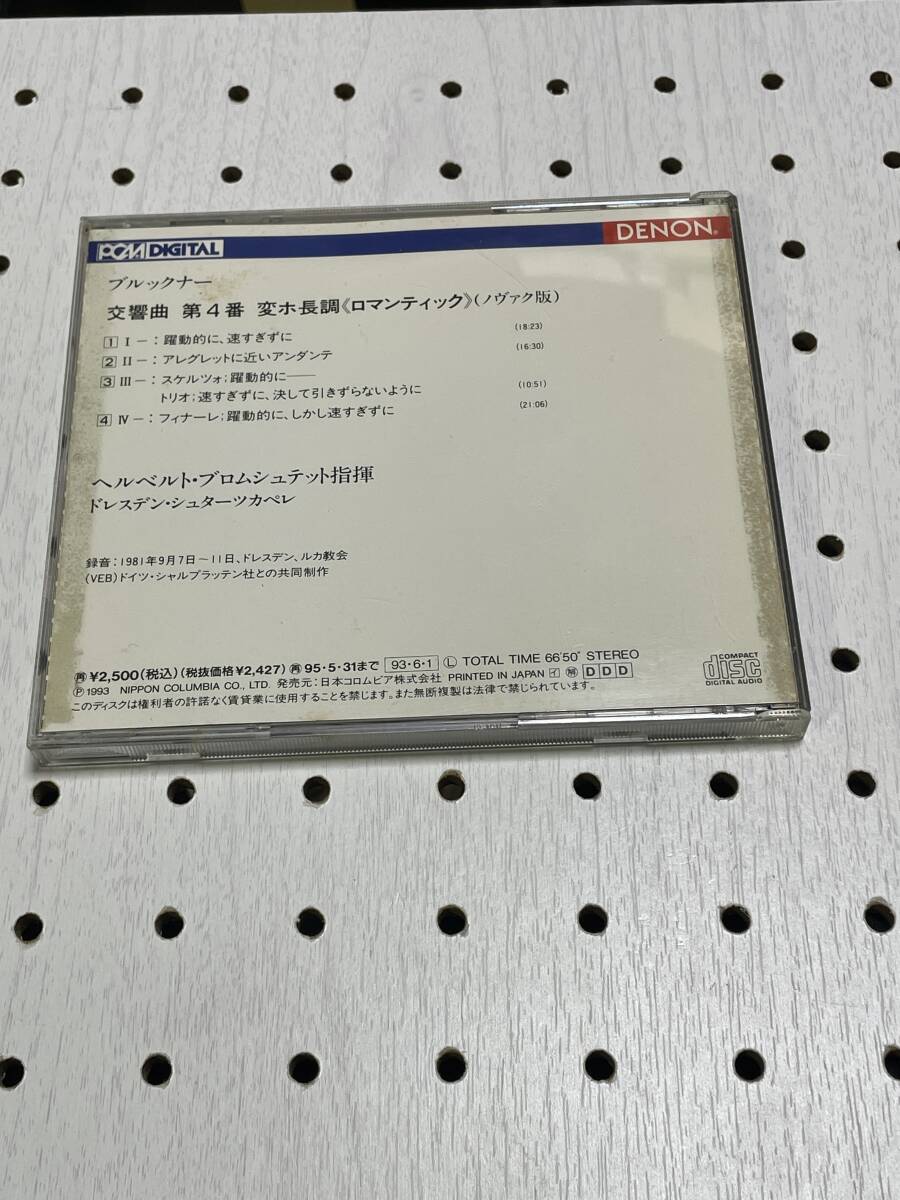 PCM DIGITAL
DENON
ブルックナー
交響曲 第4番 変ホ長調《ロマンティック》(ノヴァク版)
1 I－: 躍動的に、速すぎずに (18:23)
2 II－: アレグレットに近いアンダンテ (16:30)
3 III－: スケルツォ; 躍動的に――
トリオ; 速すぎずに、決して引きずらないように (10:51)
4 IV－: フィナーレ; 躍動的に、しかし速すぎずに (21:06)
ヘルベルト・ブロムシュテット指揮
ドレスデン・シュターツカペレ
録音: 1981年9月7日～11日、ドレスデン、ルカ教会
(VEB)ドイツ・シャルプラッテン社との共同制作
再 ¥2,500(税込)(税抜価格¥2,427) 再 95・5・31まで 93・6・1 Ⓛ TOTAL TIME 66'50" STEREO
Ⓟ 1993 NIPPON COLUMBIA CO., LTD. 発売元: 日本コロムビア株式会社 PRINTED IN JAPAN イ 解 D D D
このディスクは権利者の許諾なく賃貸業に使用することを禁じます。また無断複製は法律で禁じられています。
COMPACT
disc
DIGITAL AUDIO